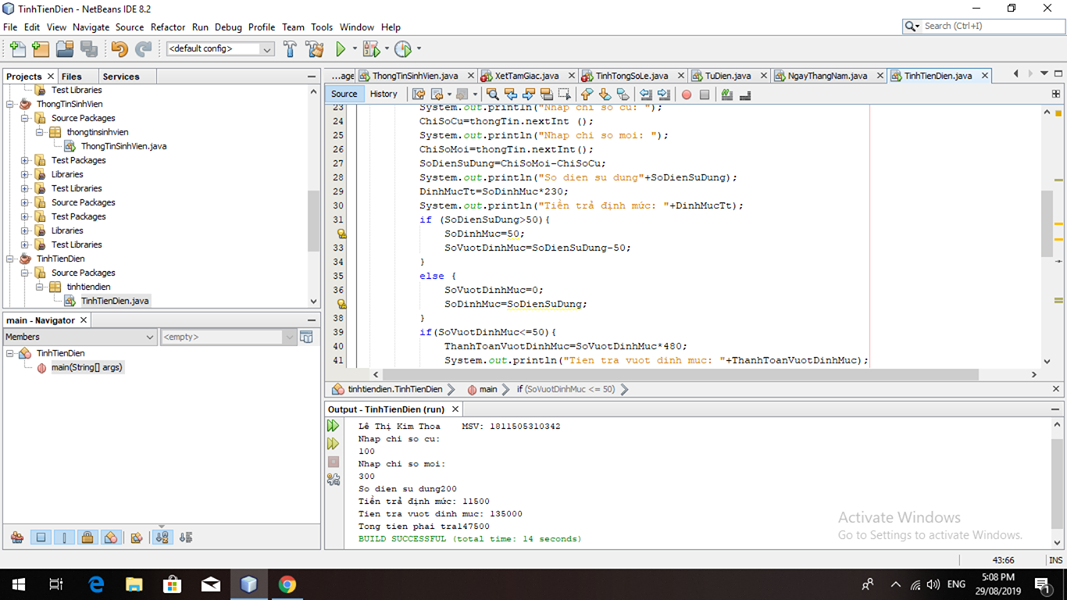 TinhTienDien - NetBeans IDE 8.2
File Edit View Navigate Source Refactor Run Debug Profile Team Tools Window Help
Search (Ctrl+I)
<default config>
Projects Files Services
...age ThongTinSinhVien.java XetTamGiac.java TinhTongSoLe.java TuDien.java NgayThangNam.java TinhTienDien.java
Test Libraries
ThongTinSinhVien
Source Packages
thongtinsinhvien
ThongTinSinhVien.java
Test Packages
Libraries
Test Libraries
Source Packages
Test Packages
Libraries
Test Libraries
TinhTienDien
Source Packages
tinhtiendien
TinhTienDien.java
main - Navigator
Members <empty>
TinhTienDien
main(String[] args)
Source History
23 System.out.println("Nhap chi so cu: ");
24 ChiSoCu=thongTin.nextInt ();
25 System.out.println("Nhap chi so moi: ");
26 ChiSoMoi=thongTin.nextInt();
27 SoDienSuDung=ChiSoMoi-ChiSoCu;
28 System.out.println("So dien su dung"+SoDienSuDung);
29 DinhMucTt=SoDinhMuc*230;
30 System.out.println("Tiền trả định mức: "+DinhMucTt);
31 if (SoDienSuDung>50){
SoDinhMuc=50;
33 SoVuotDinhMuc=SoDienSuDung-50;
34 }
35 else {
36 SoVuotDinhMuc=0;
SoDinhMuc=SoDienSuDung;
38 }
39 if(SoVuotDinhMuc<=50){
40 ThanhToanVuotDinhMuc=SoVuotDinhMuc*480;
41 System.out.println("Tien tra vuot dinh muc: "+ThanhToanVuotDinhMuc);
tinhtiendien.TinhTienDien main if (SoVuotDinhMuc <= 50)
Output - TinhTienDien (run)
Lê Thị Kim Thoa MSV: 1811505310342
Nhap chi so cu:
100
Nhap chi so moi:
300
So dien su dung200
Tiền trả định mức: 11500
Tien tra vuot dinh muc: 135000
Tong tien phai tra147500
BUILD SUCCESSFUL (total time: 14 seconds)
Activate Windows
Go to Settings to activate Windows.
43:66 INS
ENG
5:08 PM
29/08/2019
1